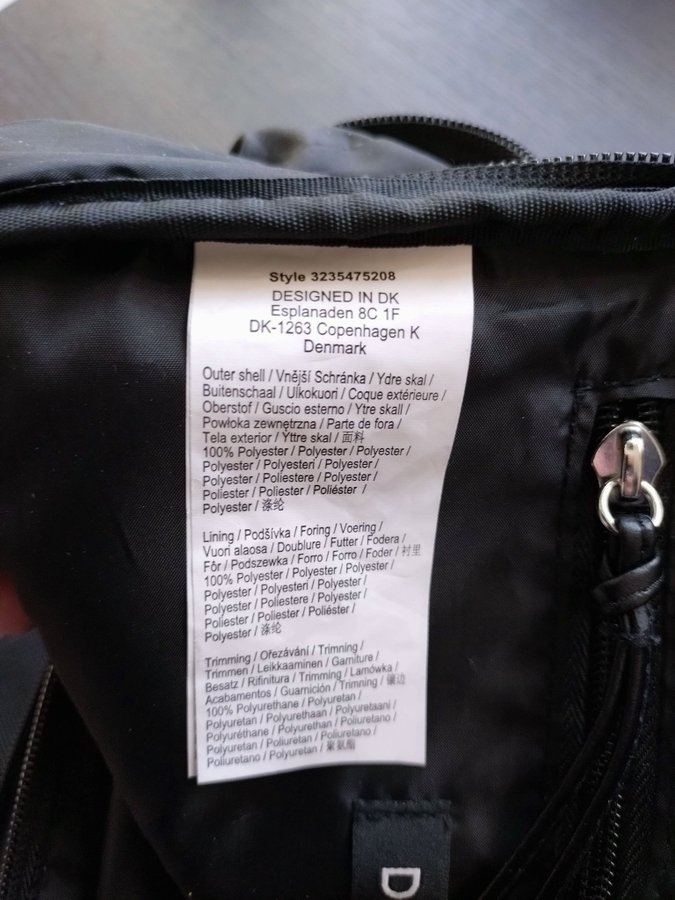 Style 3235475208
DESIGNED IN DK
Esplanaden 8C 1F
DK-1263 Copenhagen K
Denmark
Outer shell / Vnější Schránka / Ydre skal /
Buitenschaal / Ulkokuori / Coque extérieure /
Oberstof / Guscio esterno / Ytre skall /
Powłoka zewnętrzna / Parte de fora /
Tela exterior / Yttre skal / 面料
100% Polyester / Polyester / Polyester /
Polyester / Polyesteri / Polyester /
Polyester / Poliestere / Polyester /
Poliester / Poliester / Poliéster /
Polyester / 涤纶
Lining / Podšívka / Foring / Voering /
Vuori alaosa / Doublure / Futter / Fodera /
Fôr / Podszewka / Forro / Forro / Foder / 衬里
100% Polyester / Polyester / Polyester /
Polyester / Polyesteri / Polyester /
Polyester / Poliestere / Polyester /
Poliester / Poliester / Poliéster /
Polyester / 涤纶
Trimming / Ořezávání / Trimning /
Trimmen / Leikkaaminen / Garniture /
Besatz / Rifinitura / Trimming / Lamówka /
Acabamentos / Guarnición / Trimning / 镶边
100% Polyurethane / Polyuretan /
Polyuretan / Polyurethaan / Polyuretaani /
Polyuréthane / Polyurethan / Poliuretano /
Polyuretan / Poliuretan / Poliuretano /
Poliuretano / Polyuretan / 聚氨酯
D